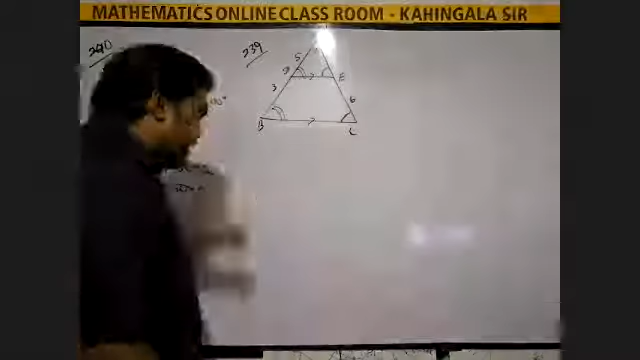 MATHEMATICS ONLINE CLASS ROOM - KAHINGALA SIR
240
239
5
D
E
3
6
B
C